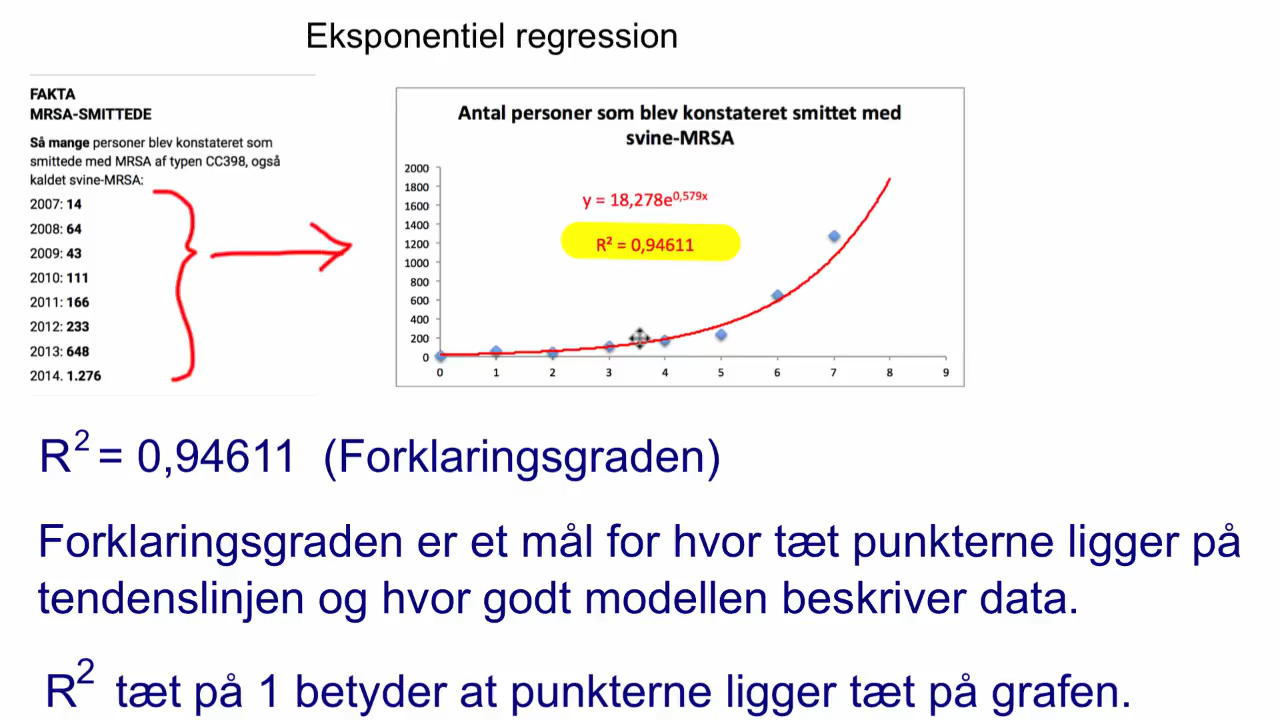 Eksponentiel regression
FAKTA
MRSA-SMITTEDE
Så mange personer blev konstateret som
smittede med MRSA af typen CC398, også
kaldet svine-MRSA:
2007: 14
2008: 64
2009: 43
2010: 111
2011: 166
2012: 233
2013: 648
2014. 1.276
Antal personer som blev konstateret smittet med
svine-MRSA
2000
1800
1600
1400
1200
1000
800
600
400
200
0
y = 18,278e^0,579x
R² = 0,94611
0 1 2 3 4 5 6 7 8 9
R² = 0,94611 (Forklaringsgraden)
Forklaringsgraden er et mål for hvor tæt punkterne ligger på
tendenslinjen og hvor godt modellen beskriver data.
R² tæt på 1 betyder at punkterne ligger tæt på grafen.